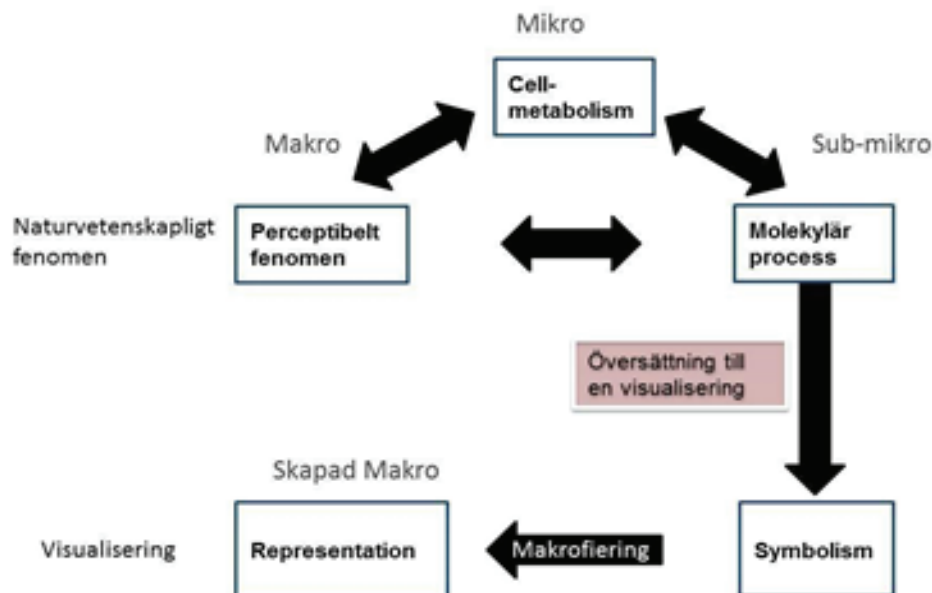 Mikro
Cell-
metabolism
Makro
Sub-mikro
Naturvetenskapligt
fenomen
Perceptibelt
fenomen
Molekylär
process
Översättning till
en visualisering
Skapad Makro
Visualisering
Representation
Makrofiering
Symbolism